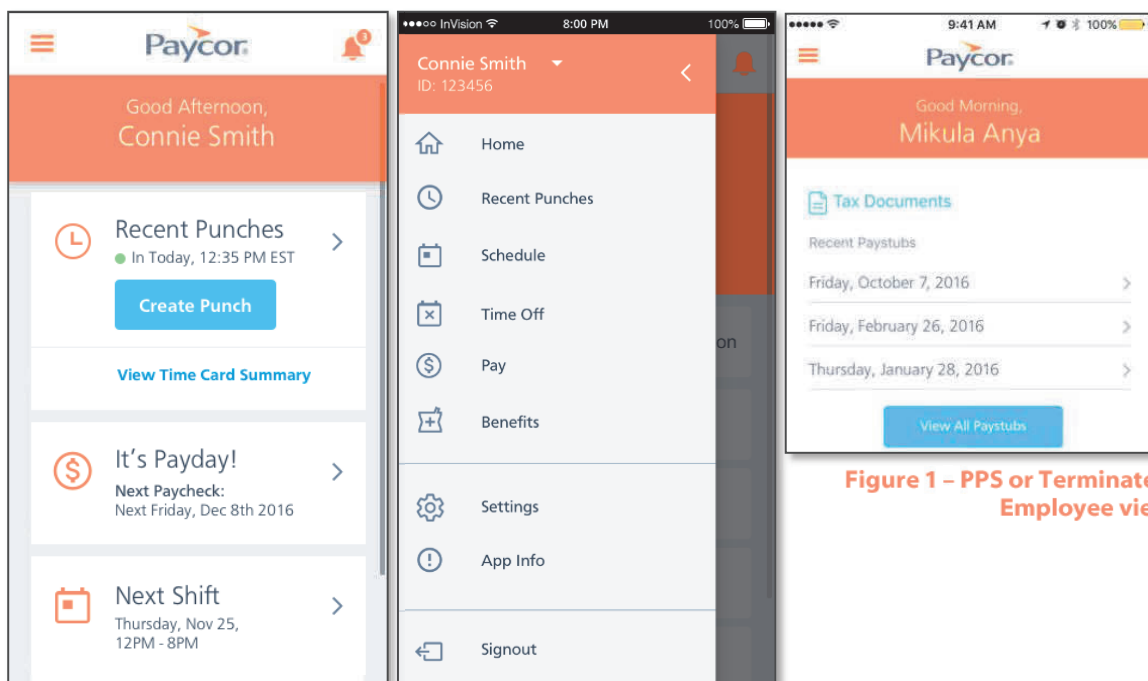 Paycor
3
Good Afternoon,
Connie Smith
Recent Punches
In Today, 12:35 PM EST
Create Punch
View Time Card Summary
It's Payday!
Next Paycheck:
Next Friday, Dec 8th 2016
Next Shift
Thursday, Nov 25,
12PM - 8PM
InVision 8:00 PM 100%
Connie Smith
ID: 123456
Home
Recent Punches
Schedule
Time Off
Pay
Benefits
Settings
App Info
Signout
on
9:41 AM 100%
Paycor
Good Morning,
Mikula Anya
Tax Documents
Recent Paystubs
Friday, October 7, 2016
Friday, February 26, 2016
Thursday, January 28, 2016
View All Paystubs
Figure 1 – PPS or Terminate
Employee vie